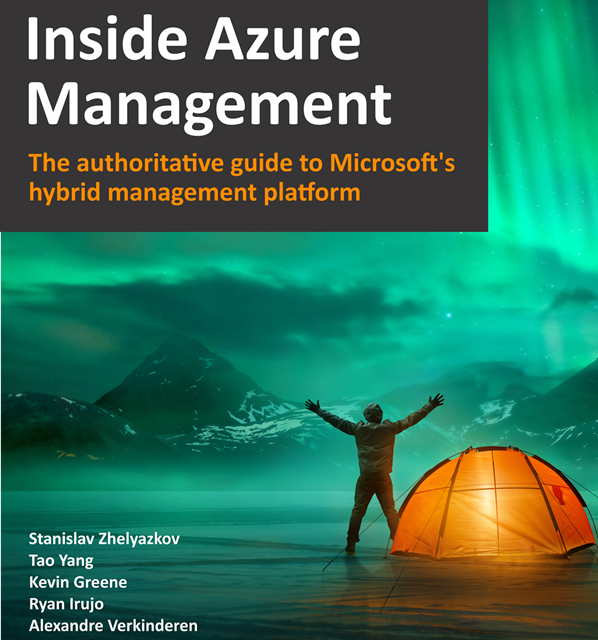 Inside Azure
Management
The authoritative guide to Microsoft's
hybrid management platform
Stanislav Zhelyazkov
Tao Yang
Kevin Greene
Ryan Irujo
Alexandre Verkinderen